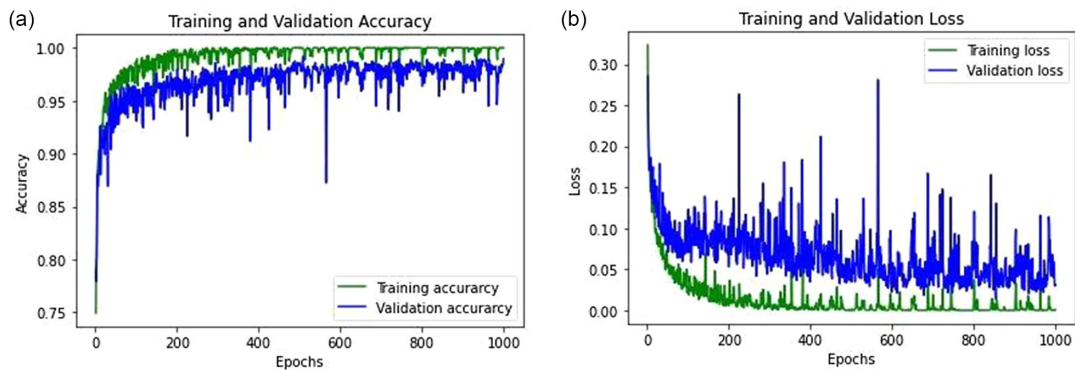 (a)
Training and Validation Accuracy
1.00
0.95
0.90
0.85
0.80
0.75
Accuracy
Training accurarcy
Validation accurarcy
0 200 400 600 800 1000
Epochs
(b)
Training and Validation Loss
0.30
0.25
0.20
0.15
0.10
0.05
0.00
Loss
Training loss
Validation loss
0 200 400 600 800 1000
Epochs